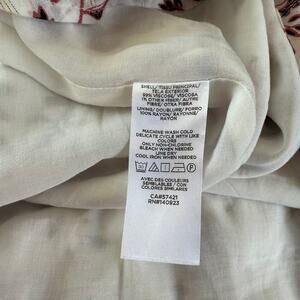 SHELL/ TISSU PRINCIPAL/
TELA EXTERIOR
99% VISCOSE/ VISCOSA
1% OTHER FIBER/ AUTRE
FIBRE/ OTRA FIBRA
LINING/ DOUBLURE/ FORRO
100% RAYON/ RAYONNE/
RAYÓN
MACHINE WASH COLD
DELICATE CYCLE WITH LIKE
COLORS
ONLY NON-CHLORINE
BLEACH WHEN NEEDED
LINE DRY
COOL IRON WHEN NEEDED
P
AVEC DES COULEURS
SEMBLABLES / CON
COLORES SIMILARES
CA#57421
RN#140923